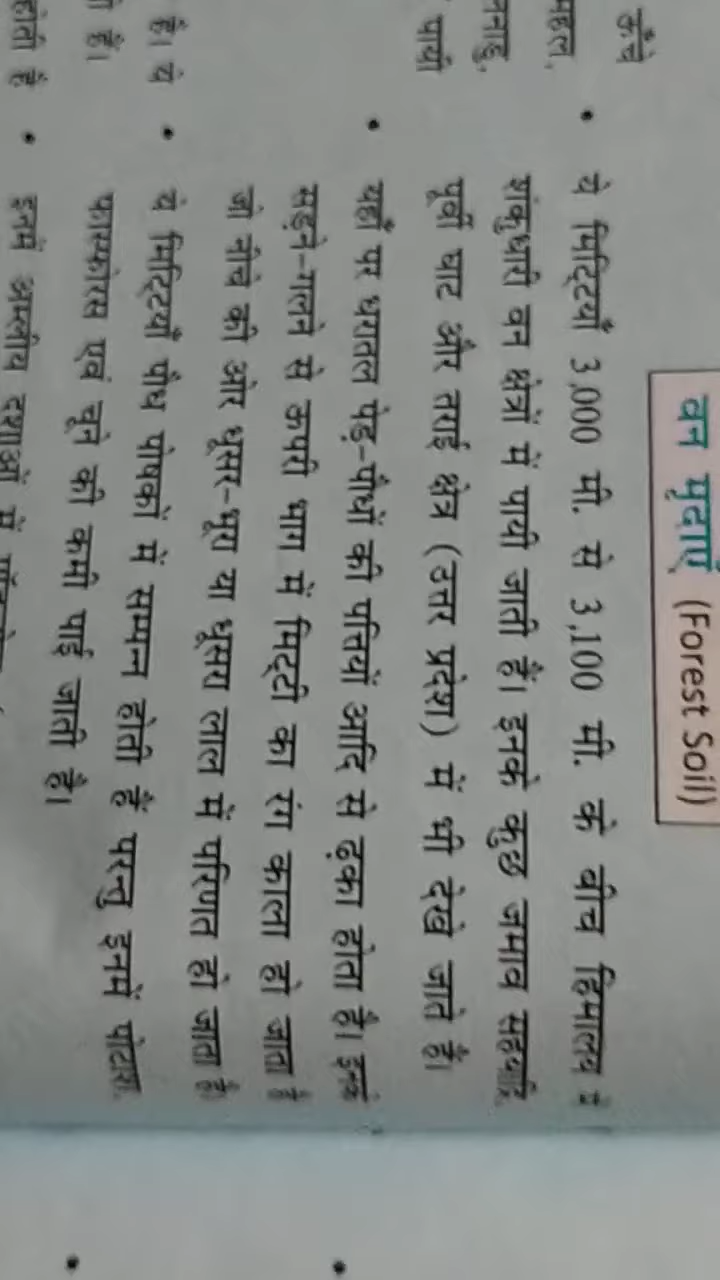 वन मृदाएँ (Forest Soil)
• ये मिट्टियाँ 3,000 मी. से 3,100 मी. के बीच हिमालय के
शंकुधारी वन क्षेत्रों में पायी जाती हैं। इनके कुछ जमाव सह्याद्रि,
पूर्वी घाट और तराई क्षेत्र (उत्तर प्रदेश) में भी देखे जाते हैं।
• यहाँ पर धरातल पेड़-पौधों की पत्तियों आदि से ढ़का होता है। इनके
सड़ने-गलने से ऊपरी भाग में मिट्टी का रंग काला हो जाता है
जो नीचे की ओर धूसर-भूरा या धूसरा लाल में परिणत हो जाता है।
• ये मिट्टियाँ पौध पोषकों में सम्पन्न होती हैं परन्तु इनमें पोटाश,
फास्फोरस एवं चूने की कमी पाई जाती है।
• इनमें अम्लीय दशाओं में
ऊँचे
पायी
हैं। ये
हैं।
होती हैं